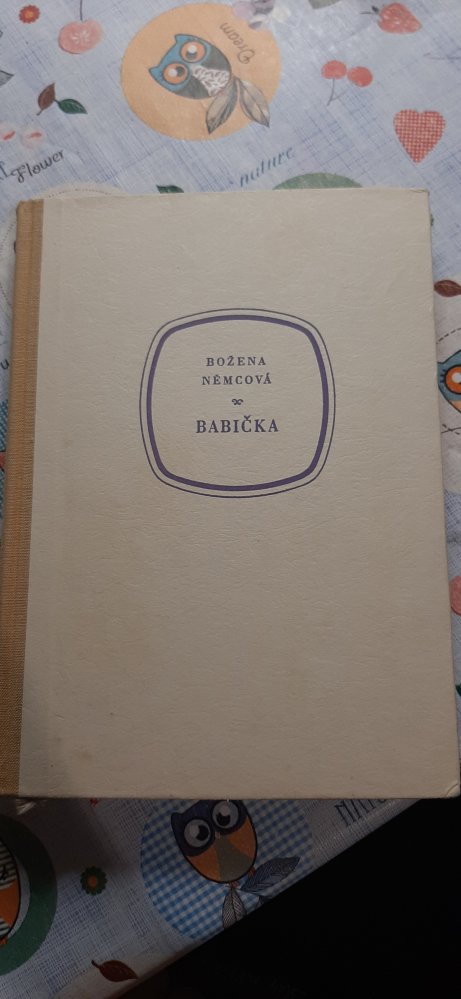 Dream
Flower
nature
BOŽENA
NĚMCOVÁ
BABIČKA